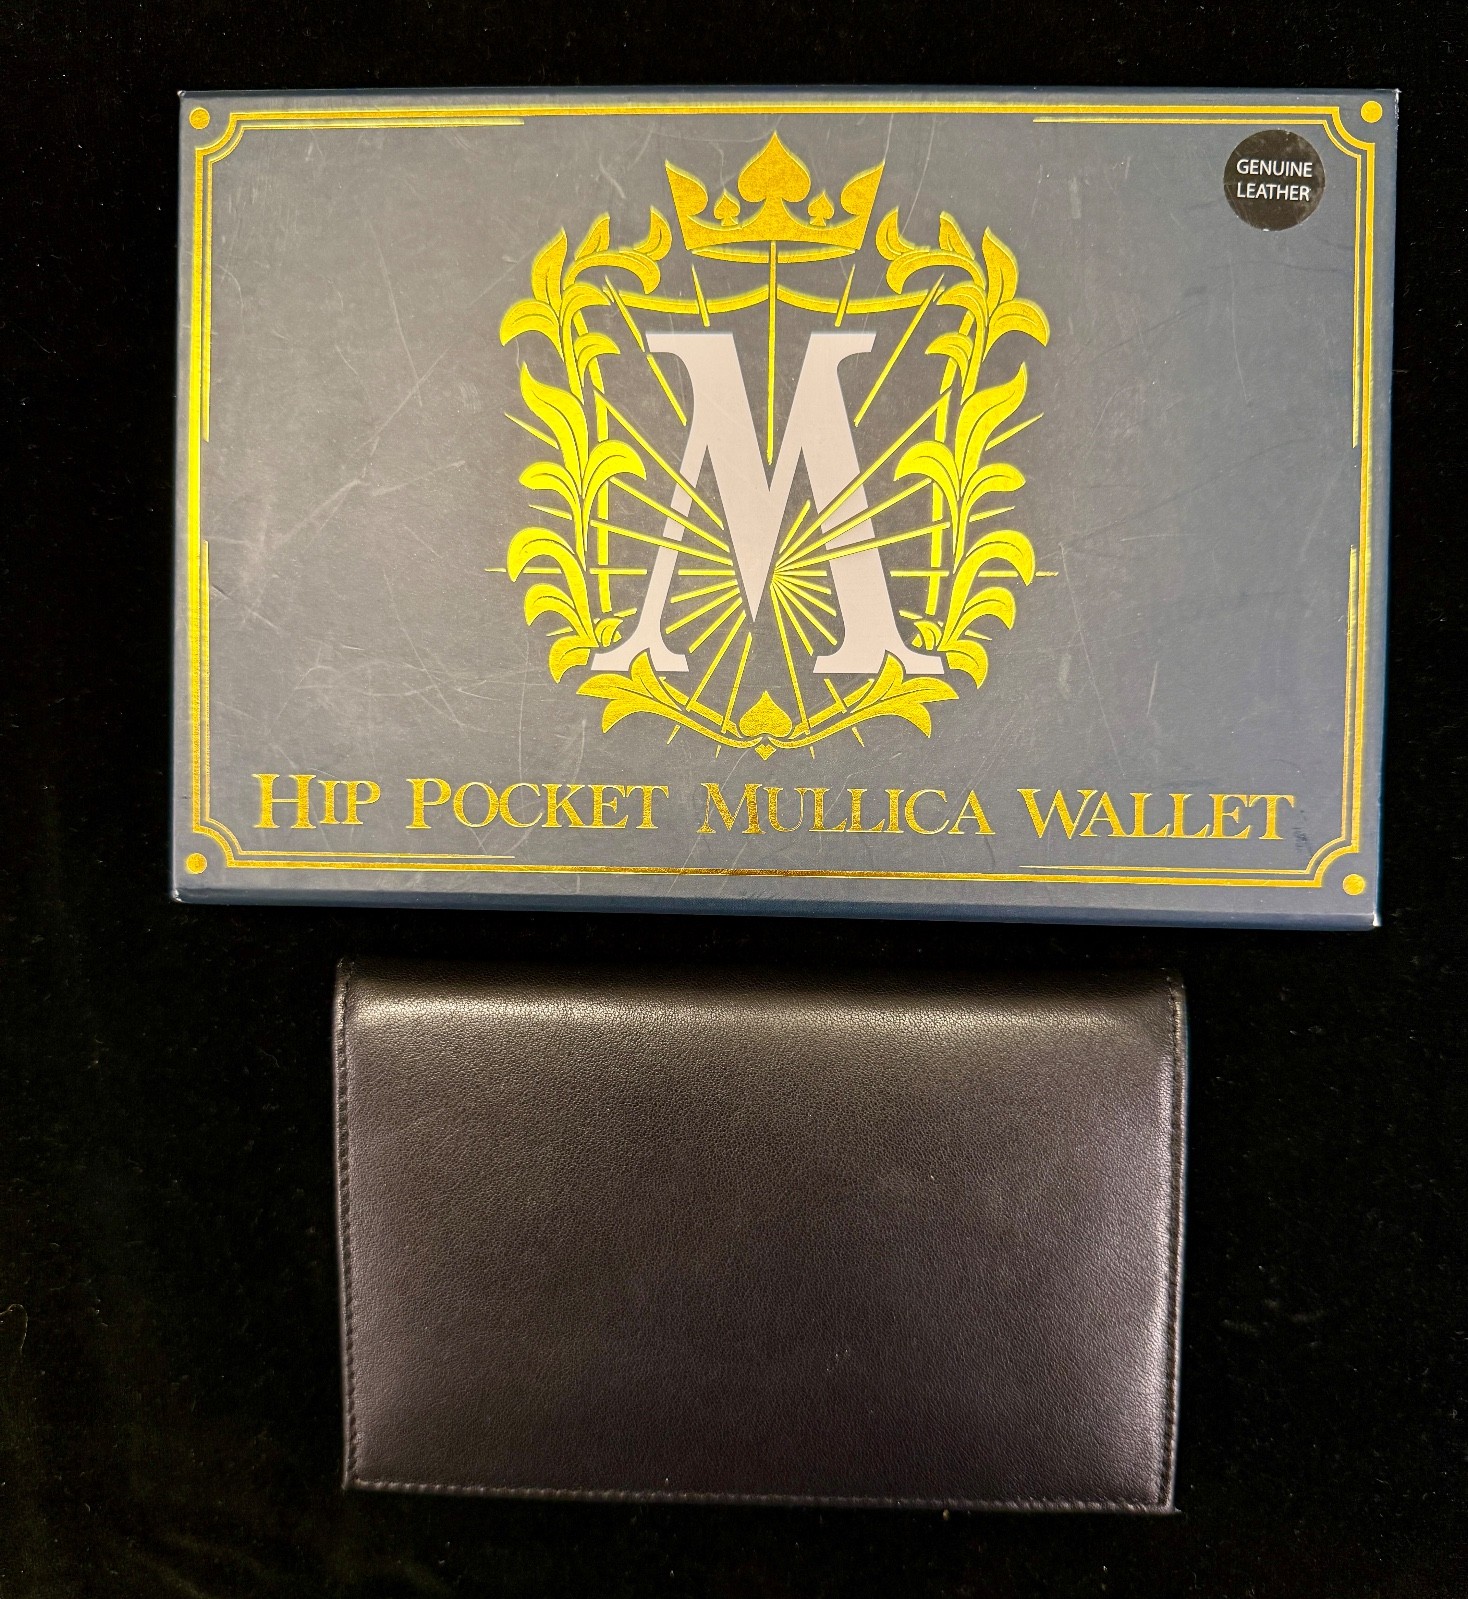 GENUINE
LEATHER
M
HIP POCKET MULLICA WALLET